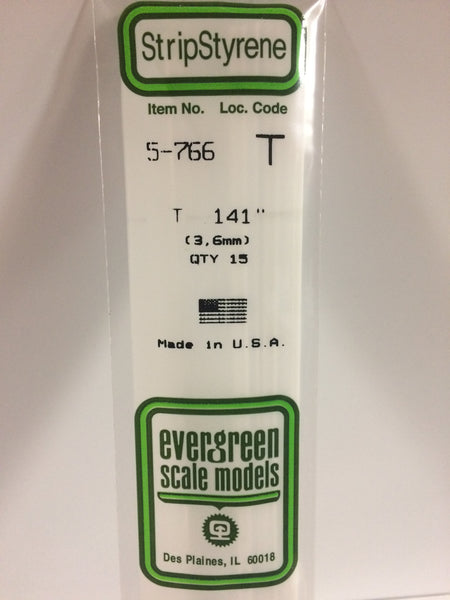 StripStyrene
Item No. Loc. Code
5-766 T
T 141"
(3,6mm)
QTY 15
Made in U.S.A.
evergreen
scale models
Des Plaines, IL 60018